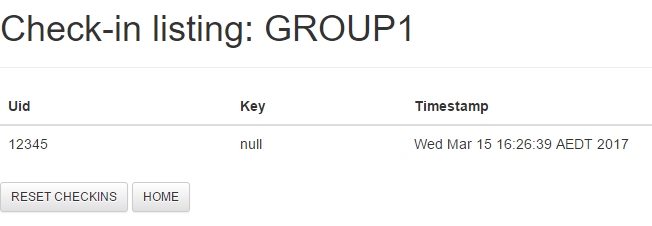 Check-in listing: GROUP1
Uid Key Timestamp
12345 null Wed Mar 15 16:26:39 AEDT 2017
RESET CHECKINS HOME